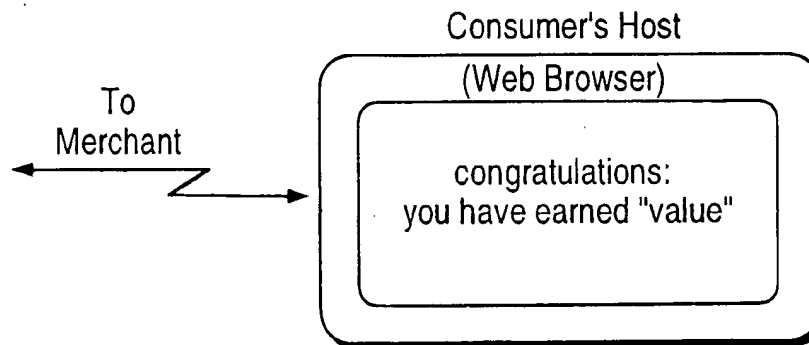 Consumer's Host
(Web Browser)
To
Merchant
congratulations:
you have earned "value"